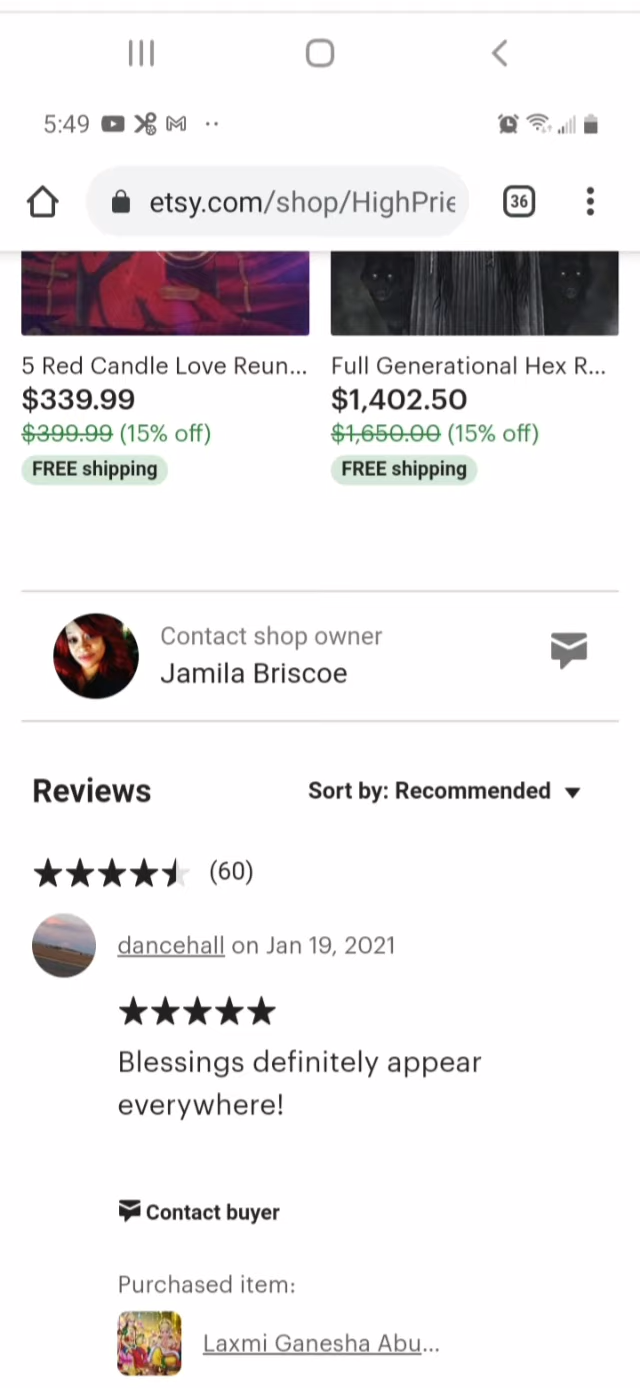 5:49
etsy.com/shop/HighPrie
36
5 Red Candle Love Reun...
$339.99
$399.99 (15% off)
FREE shipping
Full Generational Hex R...
$1,402.50
$1,650.00 (15% off)
FREE shipping
Contact shop owner
Jamila Briscoe
Reviews
Sort by: Recommended
(60)
dancehall on Jan 19, 2021
Blessings definitely appear
everywhere!
Contact buyer
Purchased item:
Laxmi Ganesha Abu...